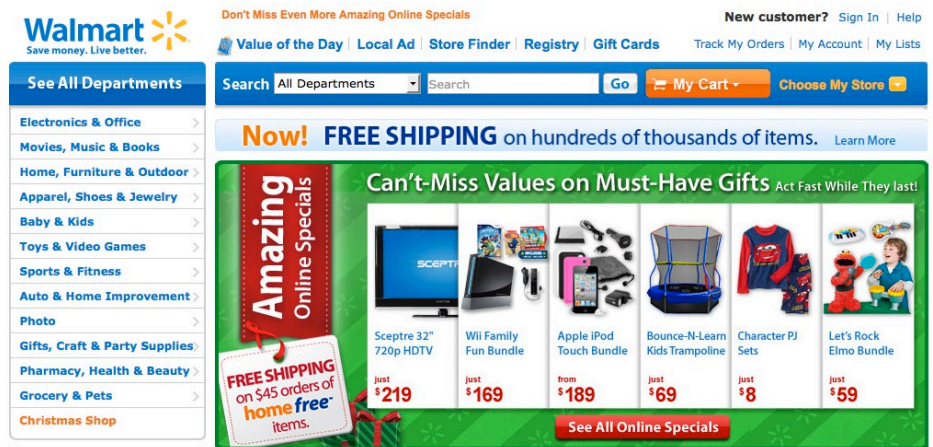 Walmart
Save money. Live better.
Don't Miss Even More Amazing Online Specials
New customer? Sign In | Help
Value of the Day | Local Ad | Store Finder | Registry | Gift Cards
Track My Orders | My Account | My Lists
See All Departments
Search All Departments Search Go My Cart Choose My Store
Electronics & Office
Movies, Music & Books
Home, Furniture & Outdoor
Apparel, Shoes & Jewelry
Baby & Kids
Toys & Video Games
Sports & Fitness
Auto & Home Improvement
Photo
Gifts, Craft & Party Supplies
Pharmacy, Health & Beauty
Grocery & Pets
Christmas Shop
Now! FREE SHIPPING on hundreds of thousands of items. Learn More
Amazing
Online Specials
Can't-Miss Values on Must-Have Gifts Act Fast While They last!
SCEPTR
Sceptre 32"
720p HDTV
just
$219
Wii Family
Fun Bundle
just
$169
Apple iPod
Touch Bundle
from
$189
Bounce-N-Learn
Kids Trampoline
just
$69
Character PJ
Sets
just
$8
Let's Rock
Elmo Bundle
just
$59
FREE SHIPPING
on $45 orders of
home free
items.
See All Online Specials